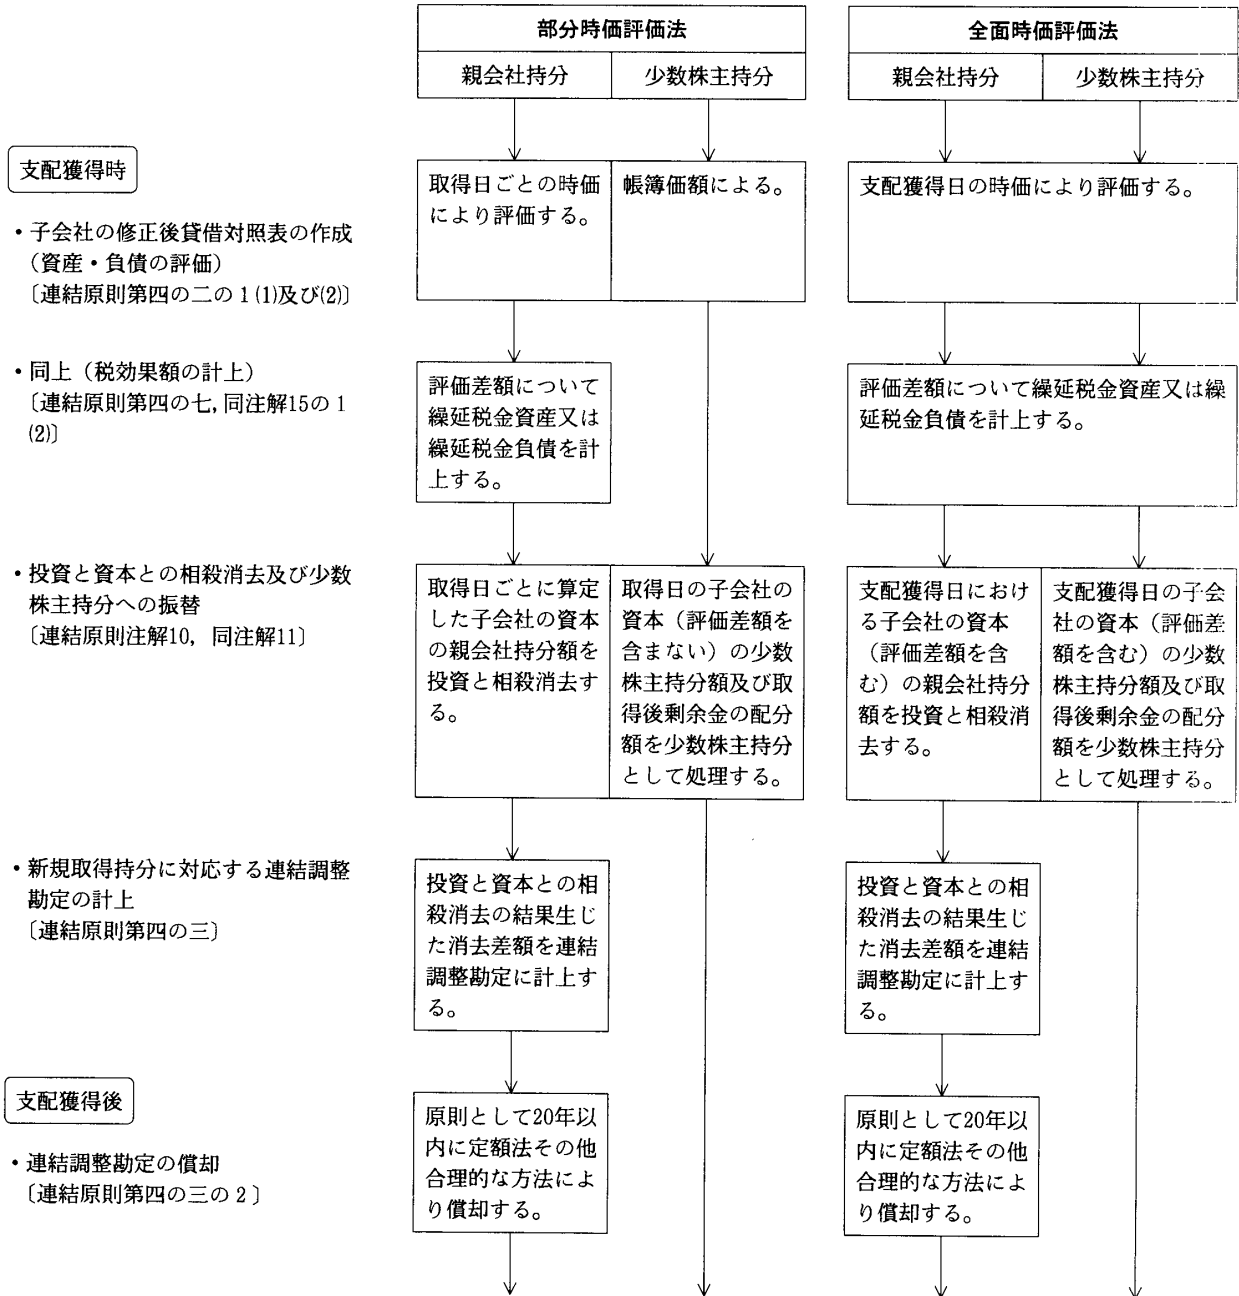 部分時価評価法
全面時価評価法
親会社持分
少数株主持分
親会社持分
少数株主持分
支配獲得時
・子会社の修正後貸借対照表の作成
(資産・負債の評価)
〔連結原則第四の二の1(1)及び(2)〕
取得日ごとの時価
により評価する。
帳簿価額による。
支配獲得日の時価により評価する。
・同上(税効果額の計上)
〔連結原則第四の七,同注解15の1
(2)〕
評価差額について
繰延税金資産又は
繰延税金負債を計
上する。
評価差額について繰延税金資産又は繰
延税金負債を計上する。
・投資と資本との相殺消去及び少数
株主持分への振替
〔連結原則注解10, 同注解11〕
取得日ごとに算定
した子会社の資本
の親会社持分額を
投資と相殺消去す
る。
取得日の子会社の
資本(評価差額を
含まない)の少数
株主持分額及び取
得後剰余金の配分
額を少数株主持分
として処理する。
支配獲得日におけ
る子会社の資本
(評価差額を含
む)の親会社持分
額を投資と相殺消
去する。
支配獲得日の子会
社の資本(評価差
額を含む)の少数
株主持分額及び取
得後剰余金の配分
額を少数株主持分
として処理する。
・新規取得持分に対応する連結調整
勘定の計上
〔連結原則第四の三〕
投資と資本との相
殺消去の結果生じ
た消去差額を連結
調整勘定に計上す
る。
投資と資本との相
殺消去の結果生じ
た消去差額を連結
調整勘定に計上す
る。
支配獲得後
・連結調整勘定の償却
〔連結原則第四の三の2〕
原則として20年以
内に定額法その他
合理的な方法によ
り償却する。
原則として20年以
内に定額法その他
合理的な方法によ
り償却する。